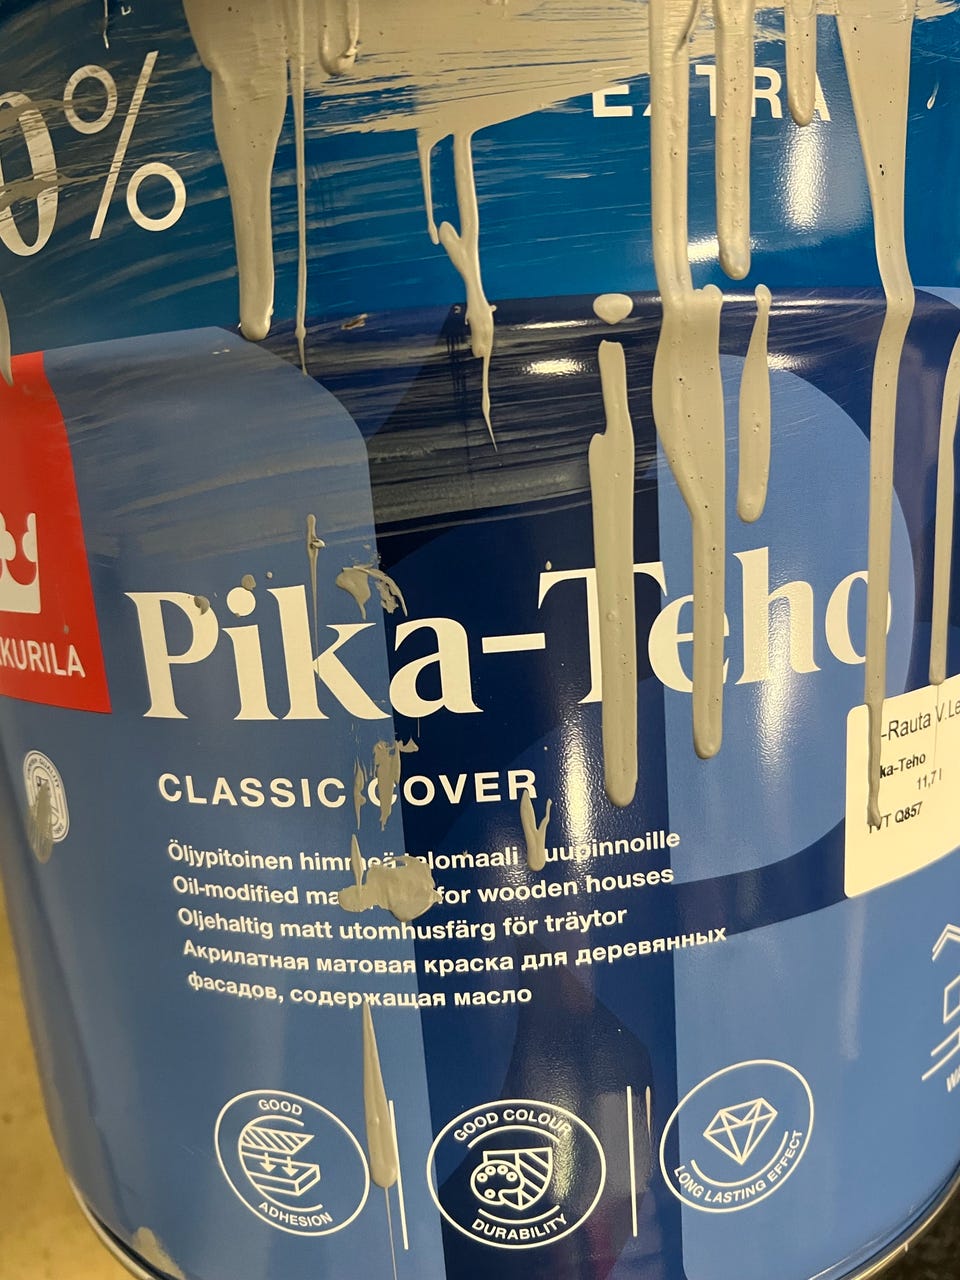 0%
EXTRA
KURILA
Pika-Teho
CLASSIC COVER
Öljypitoinen himmeä talomaali puupinnoille
Oil-modified for wooden houses
Oljehaltig matt utomhusfärg för träytor
Акрилатная матовая краска для деревянных
фасадов, содержащая масло
-Rauta V.Le
ka-Teho
11,7 l
TVT Q857
GOOD
ADHESION
GOOD COLOUR
DURABILITY
LONG LASTING EFFECT